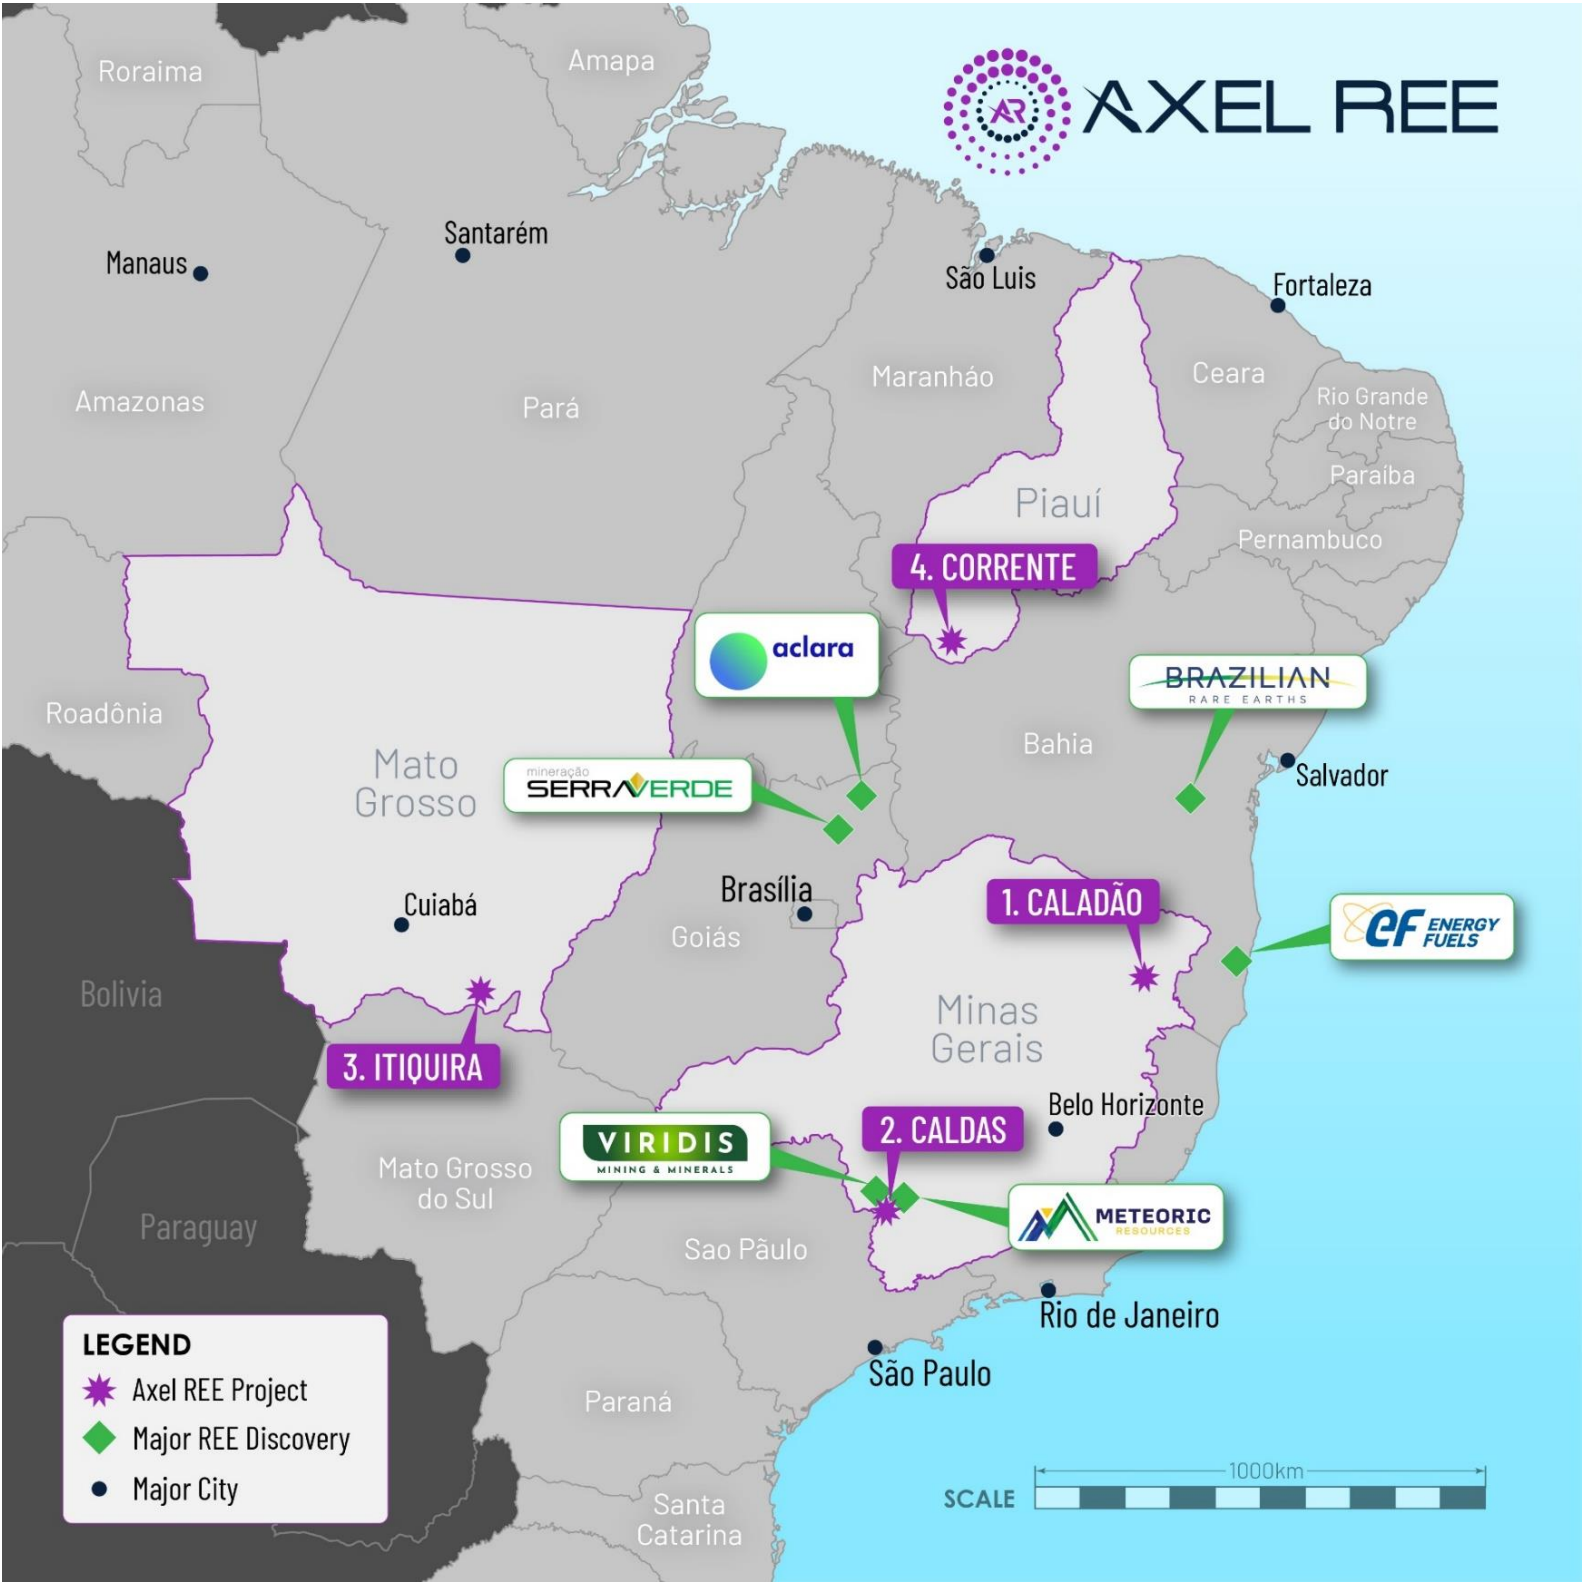 Roraima
Amapa
AR
AXEL REE
Santarém
Manaus
São Luis
Fortaleza
Maranháo
Ceara
Amazonas
Pará
Rio Grande
do Notre
Paraíba
Piauí
Pernambuco
4. CORRENTE
aclara
BRAZILIAN
RARE EARTHS
Roadônia
Bahia
Mato
Grosso
mineração
SERRAVERDE
Salvador
Cuiabá
Brasília
1. CALADÃO
Goiás
eF ENERGY
FUELS
Bolivia
Minas
Gerais
3. ITIQUIRA
Belo Horizonte
2. CALDAS
VIRIDIS
MINING & MINERALS
Mato Grosso
do Sul
METEORIC
RESOURCES
Paraguay
Sao Pãulo
Rio de Janeiro
São Paulo
LEGEND
Axel REE Project
Major REE Discovery
Major City
Paraná
Santa
Catarina
1000km
SCALE